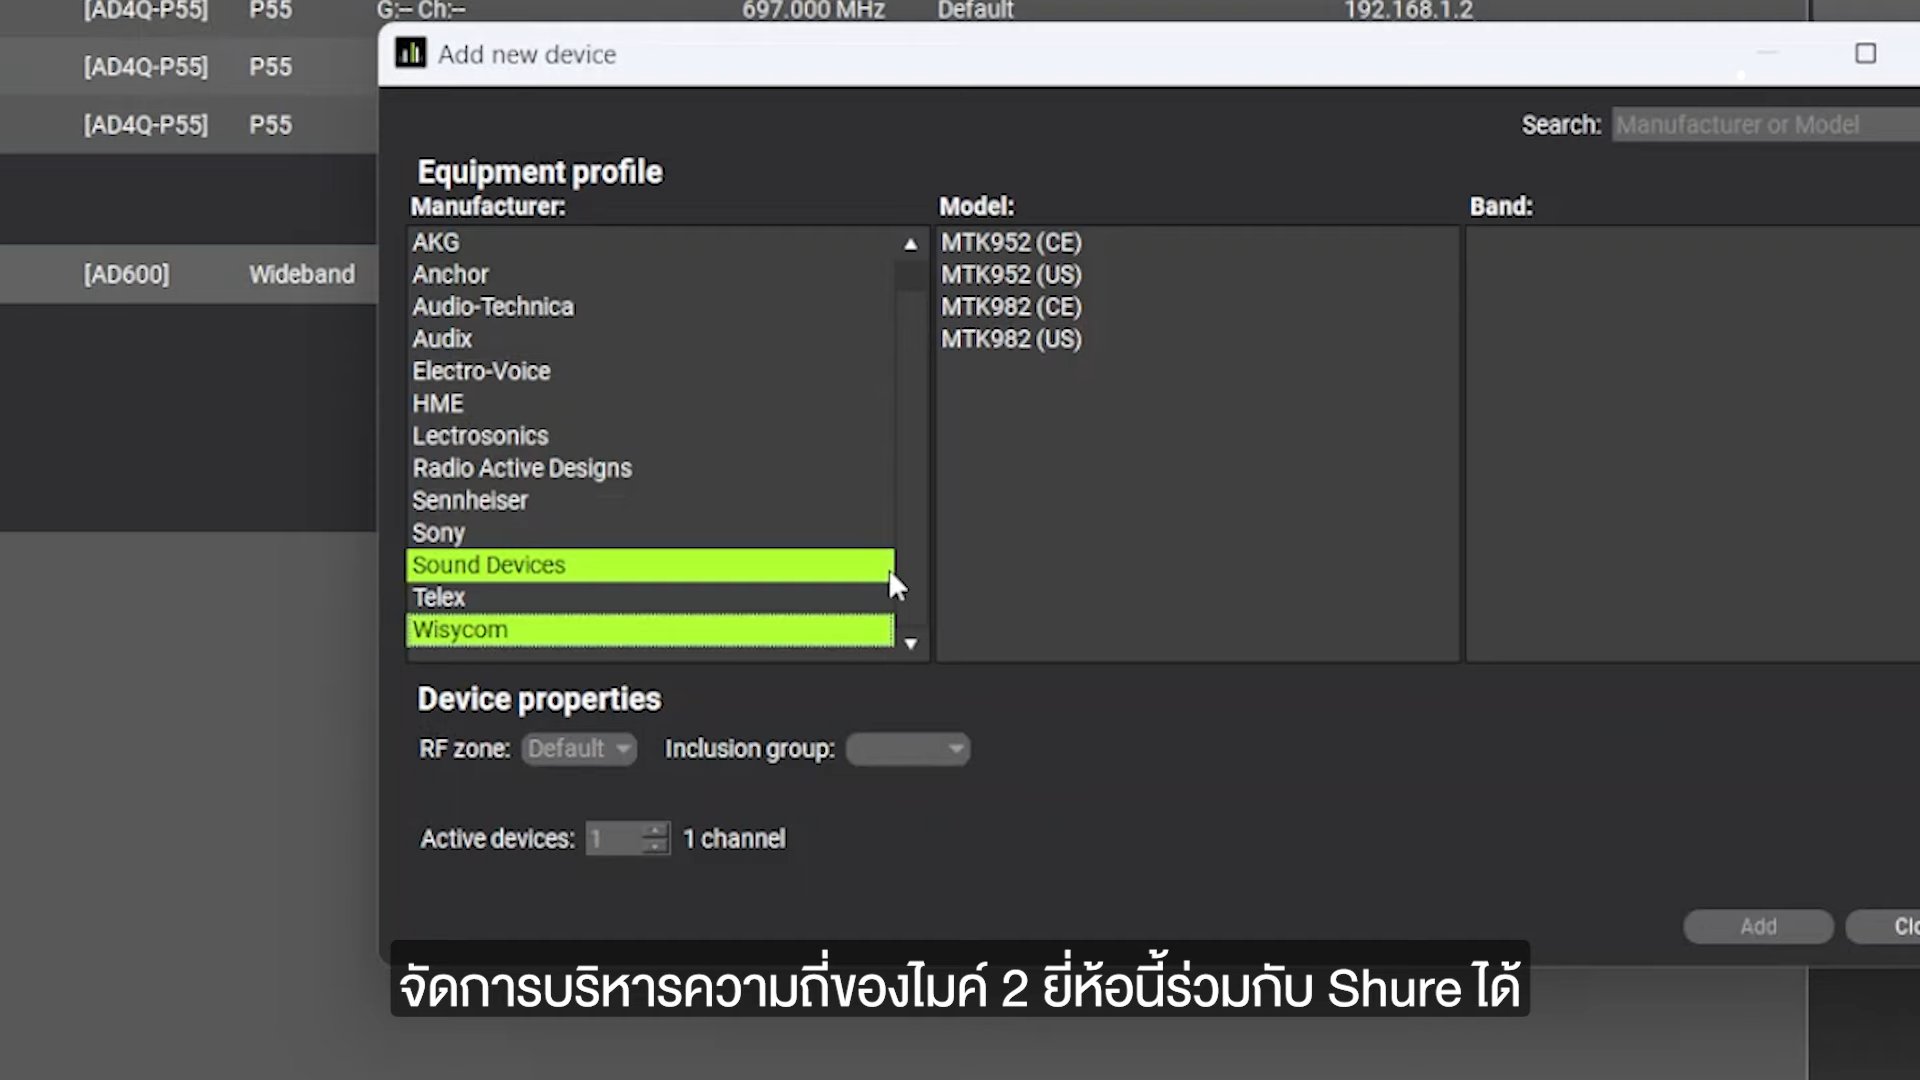 [AD4Q-P55] P55 G:-- Ch:-- 697.000 MHz Default 192.168.1.2
Add new device
[AD4Q-P55] P55
[AD4Q-P55] P55
Search: Manufacturer or Model
Equipment profile
Manufacturer: Model: Band:
AKG MTK952 (CE)
Anchor MTK952 (US)
Audio-Technica MTK982 (CE)
Audix MTK982 (US)
[AD600] Wideband
Electro-Voice
HME
Lectrosonics
Radio Active Designs
Sennheiser
Sony
Sound Devices
Telex
Wisycom
Device properties
RF zone: Default Inclusion group:
Active devices: 1 1 channel
Add Clo
จัดการบริหารความถี่ของไมค์ 2 ยี่ห้อนี้ร่วมกับ Shure ได้